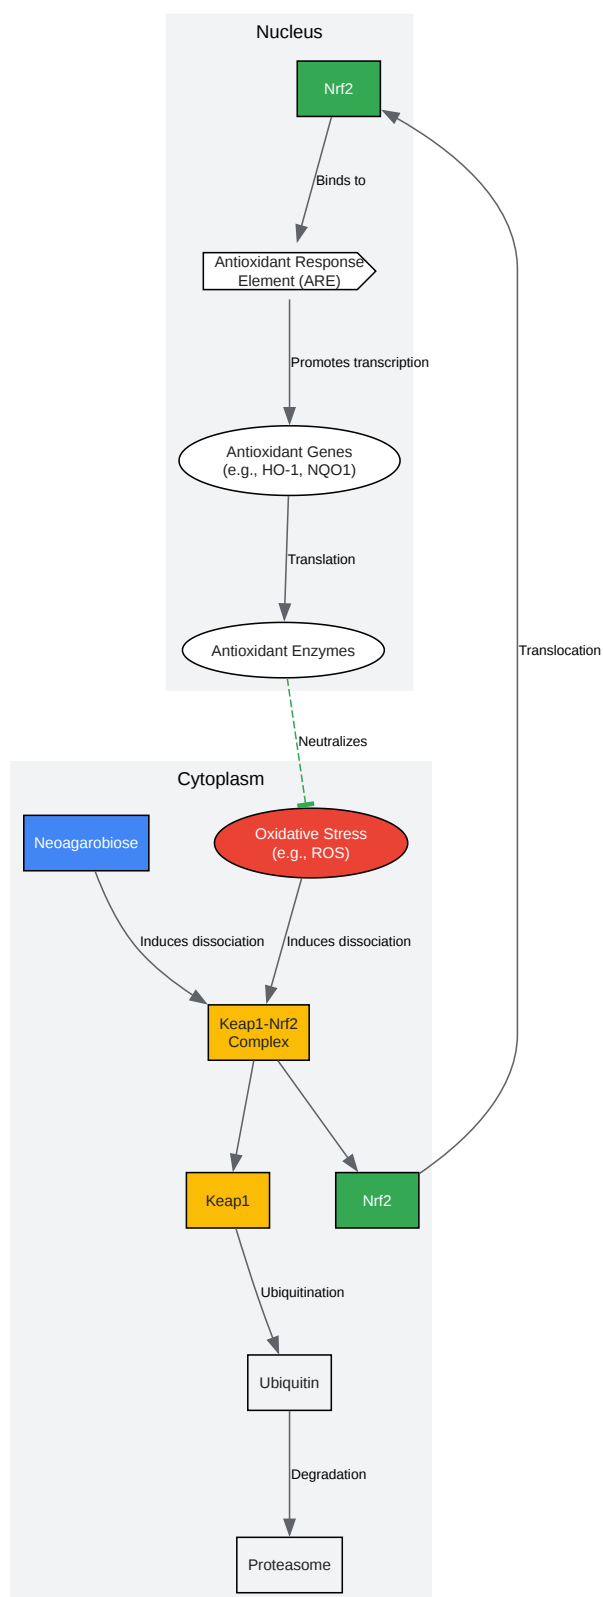 Nucleus
Nrf2
Binds to
Antioxidant Response
Element (ARE)
Promotes transcription
Antioxidant Genes
(e.g., HO-1, NQO1)
Translation
Antioxidant Enzymes
Translocation
Neutralizes
Cytoplasm
Neoagarobiose
Oxidative Stress
(e.g., ROS)
Induces dissociation
Induces dissociation
Keap1-Nrf2
Complex
Keap1
Nrf2
Ubiquitination
Ubiquitin
Degradation
Proteasome